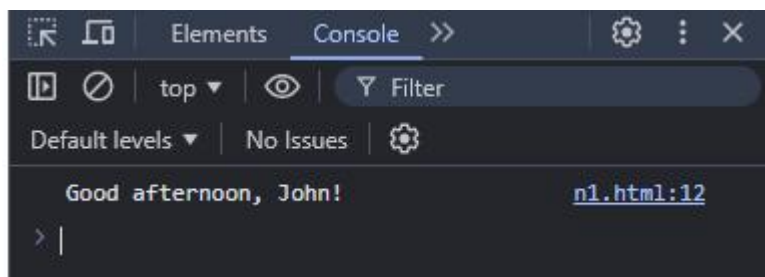 Elements Console >>
top ▼ Filter
Default levels ▼ No Issues
Good afternoon, John! n1.html:12
>